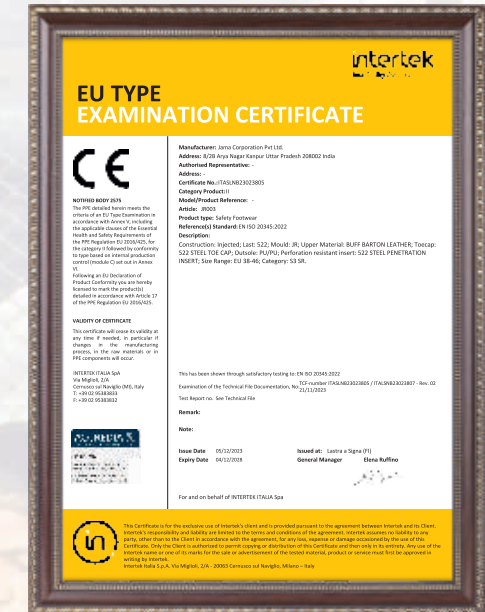 intertek
EU TYPE
EXAMINATION CERTIFICATE
CE
NOTIFIED BODY 2575
The PPE detailed herein meets the
criteria of an EU Type Examination in
accordance with Annex V, including
the applicable clauses of the Essential
Health and Safety Requirements of
the PPE Regulation EU 2016/425, for
the category II followed by conformity
to type based on internal production
control (module C) set out in Annex
VI.
Following an EU Declaration of
Product Conformity you are hereby
licensed to mark the product(s)
detailed in accordance with Article 17
of the PPE Regulation EU 2016/425.
VALIDITY OF CERTIFICATE
This certificate will cease its validity at
any time if needed, in particular if
changes in the manufacturing
process, in the raw materials or in
PPE components will occur.
INTERTEK ITALIA SpA
Via Miglioli, 2/A
Cernusco sul Naviglio (MI), Italy
T: +39 02 95383833
F: +39 02 95383832
Manufacturer: Jama Corporation Pvt Ltd.
Address: 8/2B Arya Nagar Kanpur Uttar Pradesh 208002 India
Authorised Representative: -
Address: -
Certificate No.:ITASLNB23023805
Category Product:II
Model/Product Reference: -
Article: JR003
Product type: Safety Footwear
Reference(s) Standard: EN ISO 20345:2022
Description:
Construction: Injected; Last: 522; Mould: JR; Upper Material: BUFF BARTON LEATHER; Toecap:
522 STEEL TOE CAP; Outsole: PU/PU; Perforation resistant insert: 522 STEEL PENETRATION
INSERT; Size Range: EU 38-46; Category: S3 SR.
This has been shown through satisfactory testing to: EN ISO 20345:2022
Examination of the Technical File Documentation, No TCF-number ITASLNB23023805 / ITALSNB23023807 - Rev. 02
21/11/2023
Test Report no. See Technical File
Remark:
Note:
Issue Date 05/12/2023 Issued at: Lastra a Signa (FI)
Expiry Date 04/12/2028 General Manager Elena Ruffino
For and on behalf of INTERTEK ITALIA Spa
in
This Certificate is for the exclusive use of Intertek's client and is provided pursuant to the agreement between Intertek and its Client.
Intertek's responsibility and liability are limited to the terms and conditions of the agreement. Intertek assumes no liability to any
party, other than to the Client in accordance with the agreement, for any loss, expense or damage occasioned by the use of this
Certificate. Only the Client is authorized to permit copying or distribution of this Certificate and then only in its entirety. Any use of the
Intertek name or one of its marks for the sale or advertisement of the tested material, product or service must first be approved in
writing by Intertek.
Intertek Italia S.p.A. Via Miglioli, 2/A - 20063 Cernusco sul Naviglio, Milano – Italy